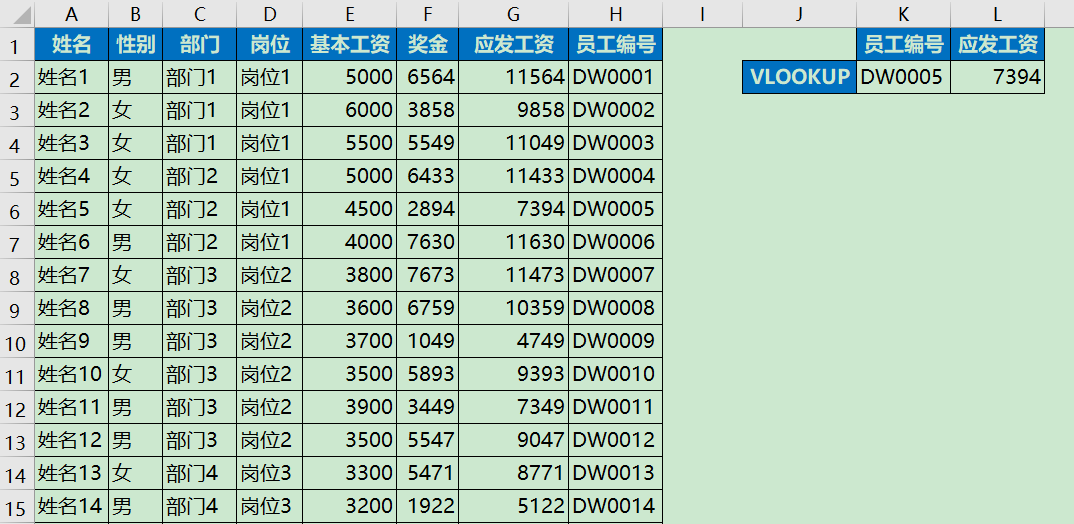 A B C D E F G H I J K L
1 姓名 性别 部门 岗位 基本工资 奖金 应发工资 员工编号 员工编号 应发工资
2 姓名1 男 部门1 岗位1 5000 6564 11564 DW0001 VLOOKUP DW0005 7394
3 姓名2 女 部门1 岗位1 6000 3858 9858 DW0002
4 姓名3 女 部门1 岗位1 5500 5549 11049 DW0003
5 姓名4 女 部门2 岗位1 5000 6433 11433 DW0004
6 姓名5 女 部门2 岗位1 4500 2894 7394 DW0005
7 姓名6 男 部门2 岗位1 4000 7630 11630 DW0006
8 姓名7 女 部门3 岗位2 3800 7673 11473 DW0007
9 姓名8 男 部门3 岗位2 3600 6759 10359 DW0008
10 姓名9 男 部门3 岗位2 3700 1049 4749 DW0009
11 姓名10 女 部门3 岗位2 3500 5893 9393 DW0010
12 姓名11 男 部门3 岗位2 3900 3449 7349 DW0011
13 姓名12 男 部门3 岗位2 3500 5547 9047 DW0012
14 姓名13 女 部门4 岗位3 3300 5471 8771 DW0013
15 姓名14 男 部门4 岗位3 3200 1922 5122 DW0014